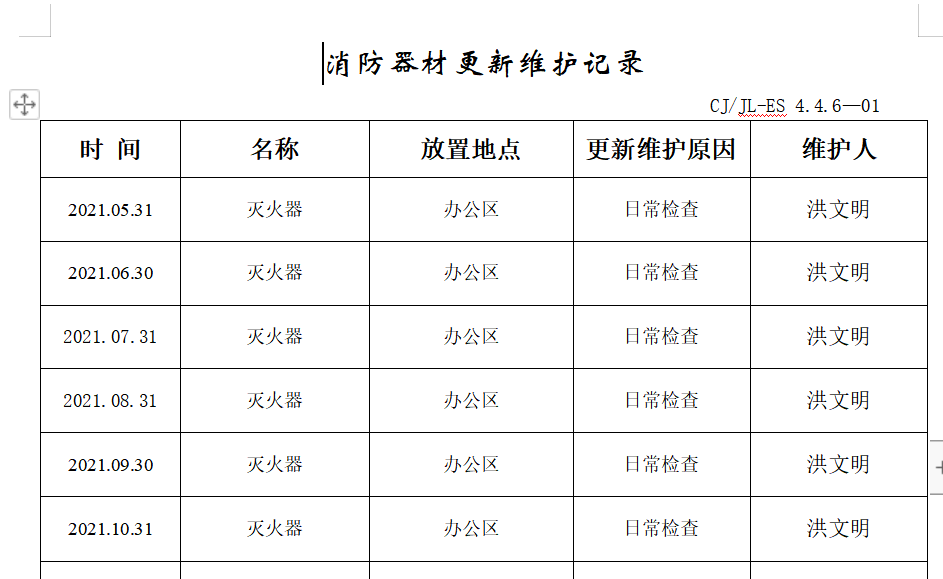 消防器材更新维护记录
CJ/JL-ES 4.4.6—01
时 间 名称 放置地点 更新维护原因 维护人
2021.05.31 灭火器 办公区 日常检查 洪文明
2021.06.30 灭火器 办公区 日常检查 洪文明
2021.07.31 灭火器 办公区 日常检查 洪文明
2021.08.31 灭火器 办公区 日常检查 洪文明
2021.09.30 灭火器 办公区 日常检查 洪文明
2021.10.31 灭火器 办公区 日常检查 洪文明